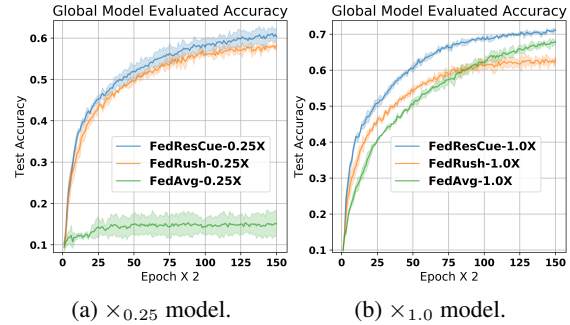 Global Model Evaluated Accuracy
Test Accuracy
0.6
0.5
0.4
0.3
0.2
0.1
FedResCue-0.25X
FedRush-0.25X
FedAvg-0.25X
0 25 50 75 100 125 150
Epoch X 2
(a) ×0.25 model.
Global Model Evaluated Accuracy
Test Accuracy
0.7
0.6
0.5
0.4
0.3
0.2
0.1
FedResCue-1.0X
FedRush-1.0X
FedAvg-1.0X
0 25 50 75 100 125 150
Epoch X 2
(b) ×1.0 model.